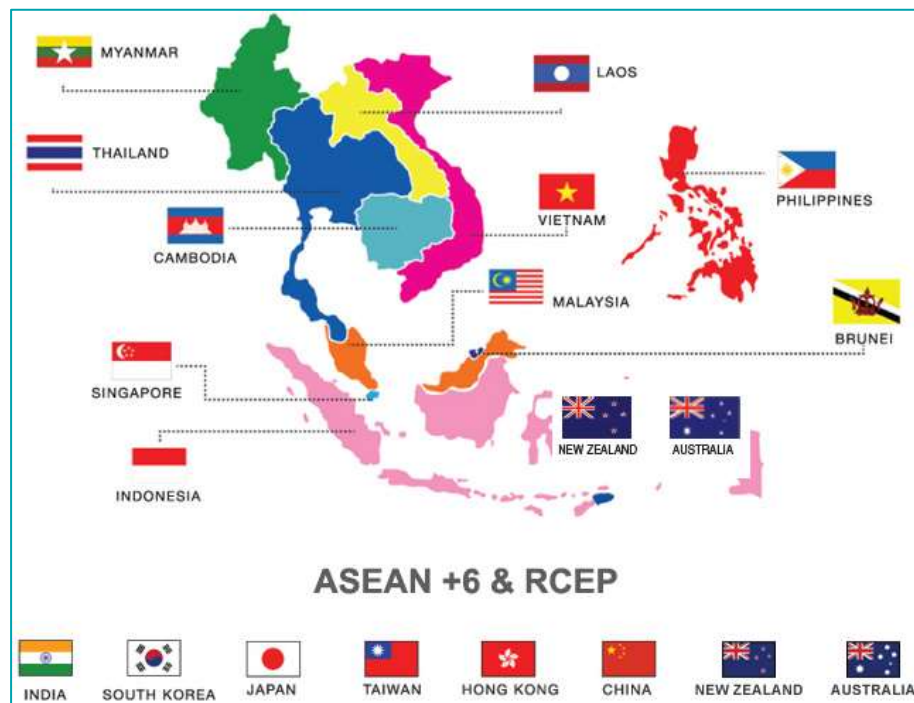 MYANMAR
LAOS
THAILAND
PHILIPPINES
VIETNAM
CAMBODIA
MALAYSIA
BRUNEI
SINGAPORE
NEW ZEALAND
AUSTRALIA
INDONESIA
ASEAN +6 & RCEP
INDIA
SOUTH KOREA
JAPAN
TAIWAN
HONG KONG
CHINA
NEW ZEALAND
AUSTRALIA